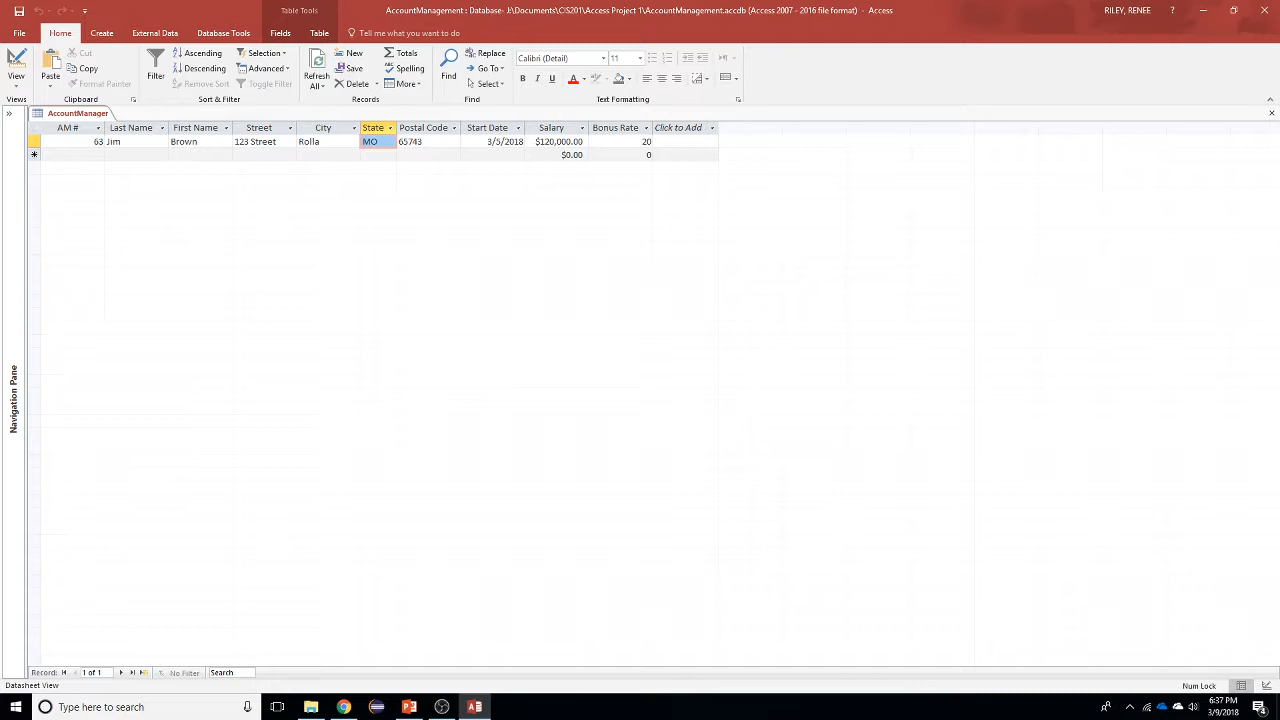 Table Tools
AccountManagement : Database- J:\Documents\CIS201\Access Project 1\AccountManagement.accdb (Access 2007 - 2016 file format) - Access
RILEY, RENEE
?
File Home Create External Data Database Tools Fields Table Tell me what you want to do
View
Views
Paste
Cut
Copy
Format Painter
Clipboard
Filter
Ascending
Descending
Remove Sort
Selection
Advanced
Toggle Filter
Sort & Filter
Refresh
All
New
Save
Delete
Totals
Spelling
More
Records
Find
Replace
Go To
Select
Find
Calibri (Detail) 11
B I U A
Text Formatting
AccountManager
AM # Last Name First Name Street City State Postal Code Start Date Salary Bonus Rate Click to Add
63 Jim Brown 123 Street Rolla MO 65743 3/5/2018 $120,000.00 20
$0.00 0
Navigation Pane
Record: 1 of 1 No Filter Search
Datasheet View
Num Lock
Type here to search
6:37 PM
3/9/2018